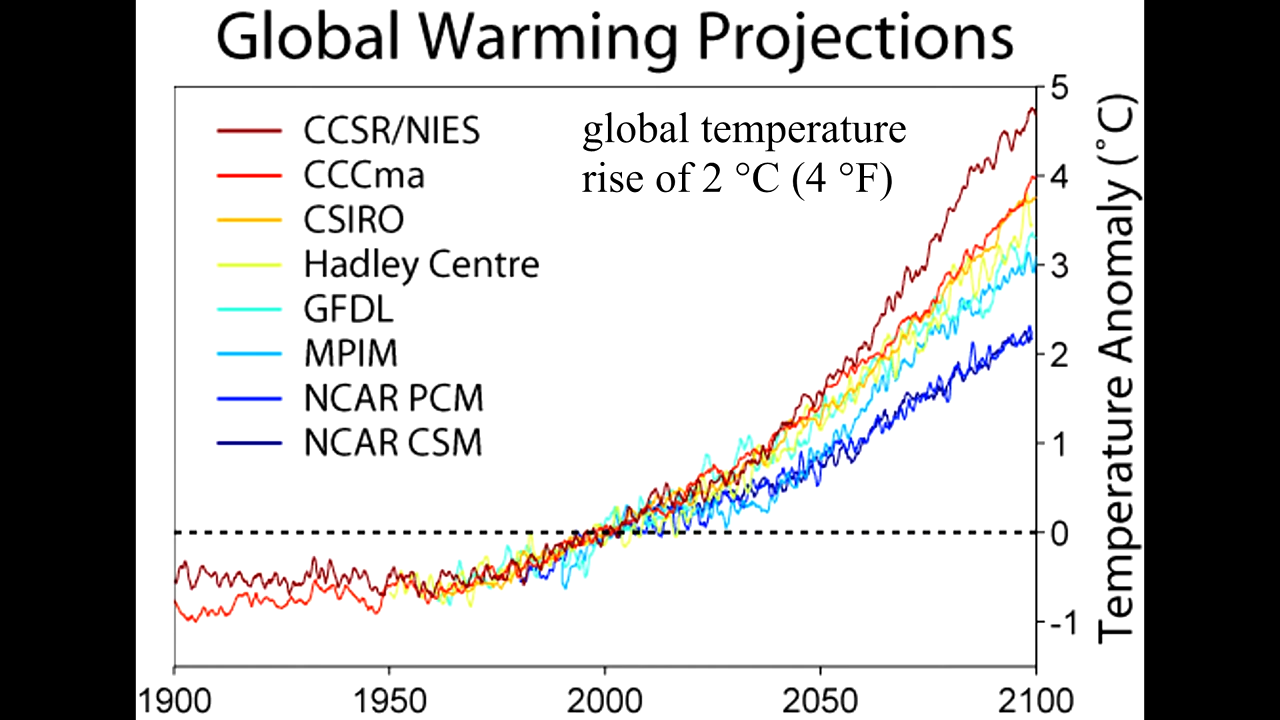 Global Warming Projections
global temperature
rise of 2 °C (4 °F)
CCSR/NIES
CCCma
CSIRO
Hadley Centre
GFDL
MPIM
NCAR PCM
NCAR CSM
5
4
3
2
1
0
-1
Temperature Anomaly (˚C)
1900
1950
2000
2050
2100